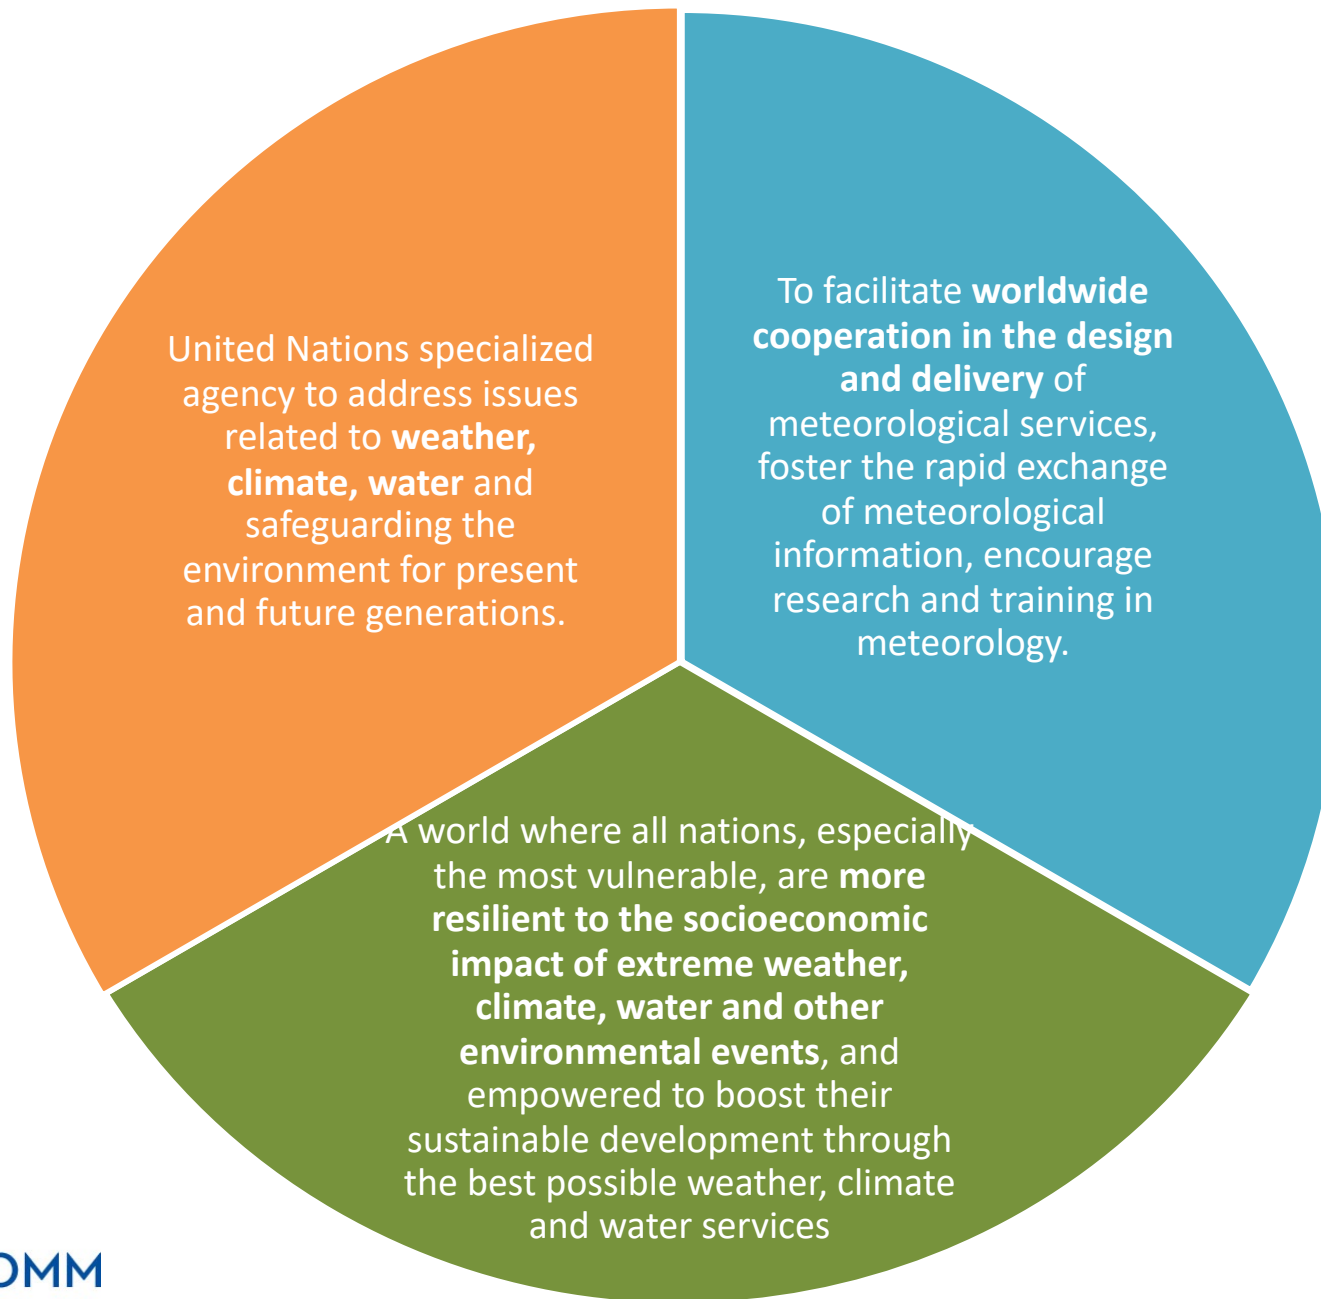 United Nations specialized
agency to address issues
related to weather,
climate, water and
safeguarding the
environment for present
and future generations.
To facilitate worldwide
cooperation in the design
and delivery of
meteorological services,
foster the rapid exchange
of meteorological
information, encourage
research and training in
meteorology.
A world where all nations, especially
the most vulnerable, are more
resilient to the socioeconomic
impact of extreme weather,
climate, water and other
environmental events, and
empowered to boost their
sustainable development through
the best possible weather, climate
and water services
OMM